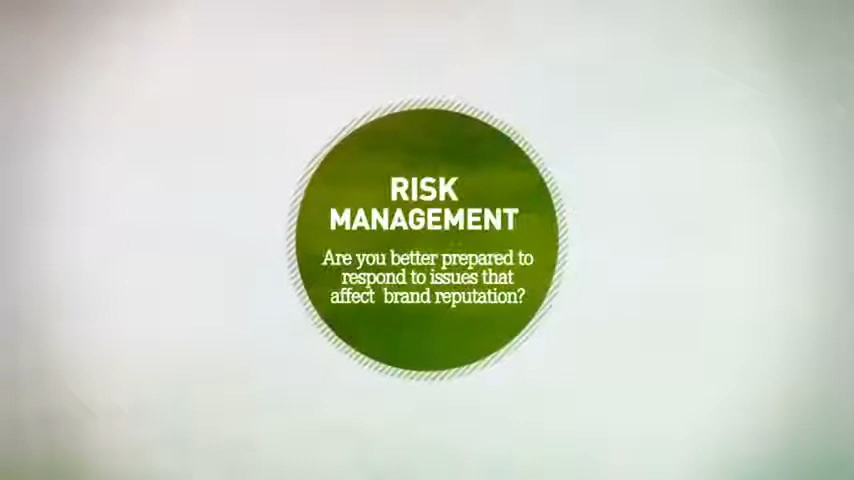 RISK
MANAGEMENT
Are you better prepared to
respond to issues that
affect brand reputation?